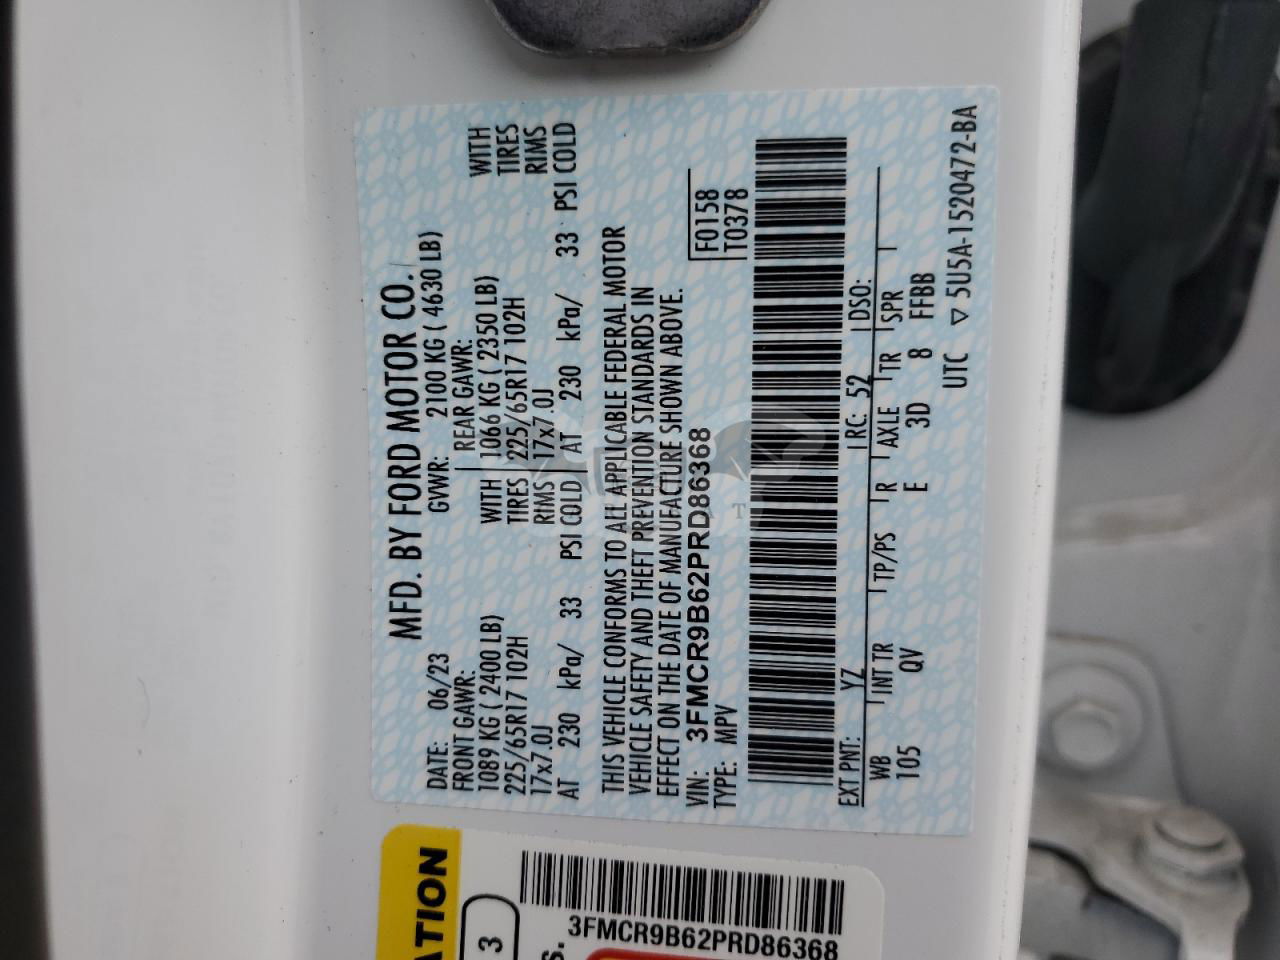 MFD. BY FORD MOTOR CO.
DATE: 06/23 GVWR: 2100 KG ( 4630 LB)
FRONT GAWR: REAR GAWR:
1089 KG ( 2400 LB) WITH 1066 KG ( 2350 LB) WITH
225/65R17 102H TIRES 225/65R17 102H TIRES
17x7.0J RIMS 17x7.0J RIMS
AT 230 kPa/ 33 PSI COLD AT 230 kPa/ 33 PSI COLD
THIS VEHICLE CONFORMS TO ALL APPLICABLE FEDERAL MOTOR
VEHICLE SAFETY AND THEFT PREVENTION STANDARDS IN
EFFECT ON THE DATE OF MANUFACTURE SHOWN ABOVE.
VIN: 3FMCR9B62PRD86368 F0158
TYPE: MPV T0378
EXT PNT: YZ RC: 52 DSO:
WB INT TR TP/PS R AXLE TR SPR
105 QV E 3D 8 FFBB
UTC ▽ 5U5A-1520472-BA
ATION
3
S.
3FMCR9B62PRD86368